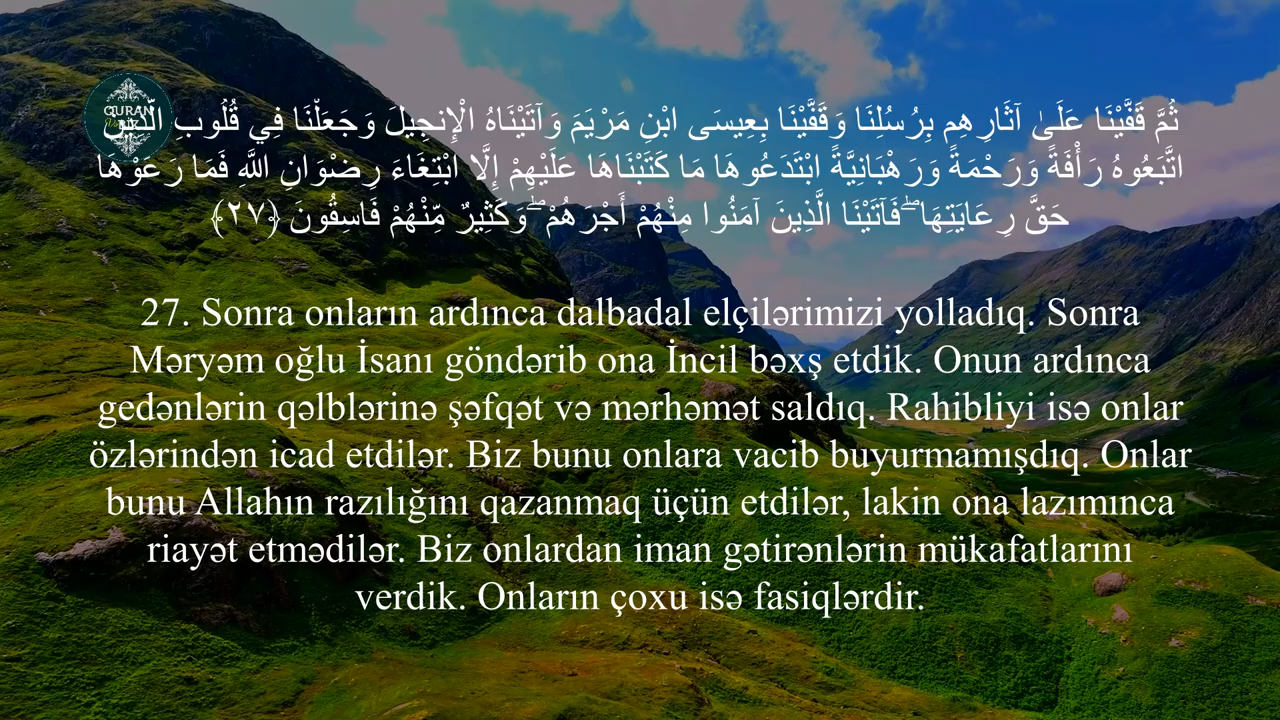 ثُمَّ قَفَّيْنَا عَلَىٰ آثَارِهِم بِرُسُلِنَا وَقَفَّيْنَا بِعِيسَى ابْنِ مَرْيَمَ وَآتَيْنَاهُ الْإِنجِيلَ وَجَعَلْنَا فِي قُلُوبِ الَّذِينَ
اتَّبَعُوهُ رَأْفَةً وَرَحْمَةً وَرَهْبَانِيَّةً ابْتَدَعُوهَا مَا كَتَبْنَاهَا عَلَيْهِمْ إِلَّا ابْتِغَاءَ رِضْوَانِ اللَّهِ فَمَا رَعَوْهَا
حَقَّ رِعَايَتِهَا ۖ فَآتَيْنَا الَّذِينَ آمَنُوا مِنْهُمْ أَجْرَهُمْ ۖ وَكَثِيرٌ مِّنْهُمْ فَاسِقُونَ ﴿٢٧﴾
QURAN
27. Sonra onların ardınca dalbadal elçilərimizi yolladıq. Sonra
Məryəm oğlu İsanı göndərib ona İncil bəxş etdik. Onun ardınca
gedənlərin qəlblərinə şəfqət və mərhəmət saldıq. Rahibliyi isə onlar
özlərindən icad etdilər. Biz bunu onlara vacib buyurmamışdıq. Onlar
bunu Allahın razılığını qazanmaq üçün etdilər, lakin ona lazımınca
riayət etmədilər. Biz onlardan iman gətirənlərin mükafatlarını
verdik. Onların çoxu isə fasiqlərdir.